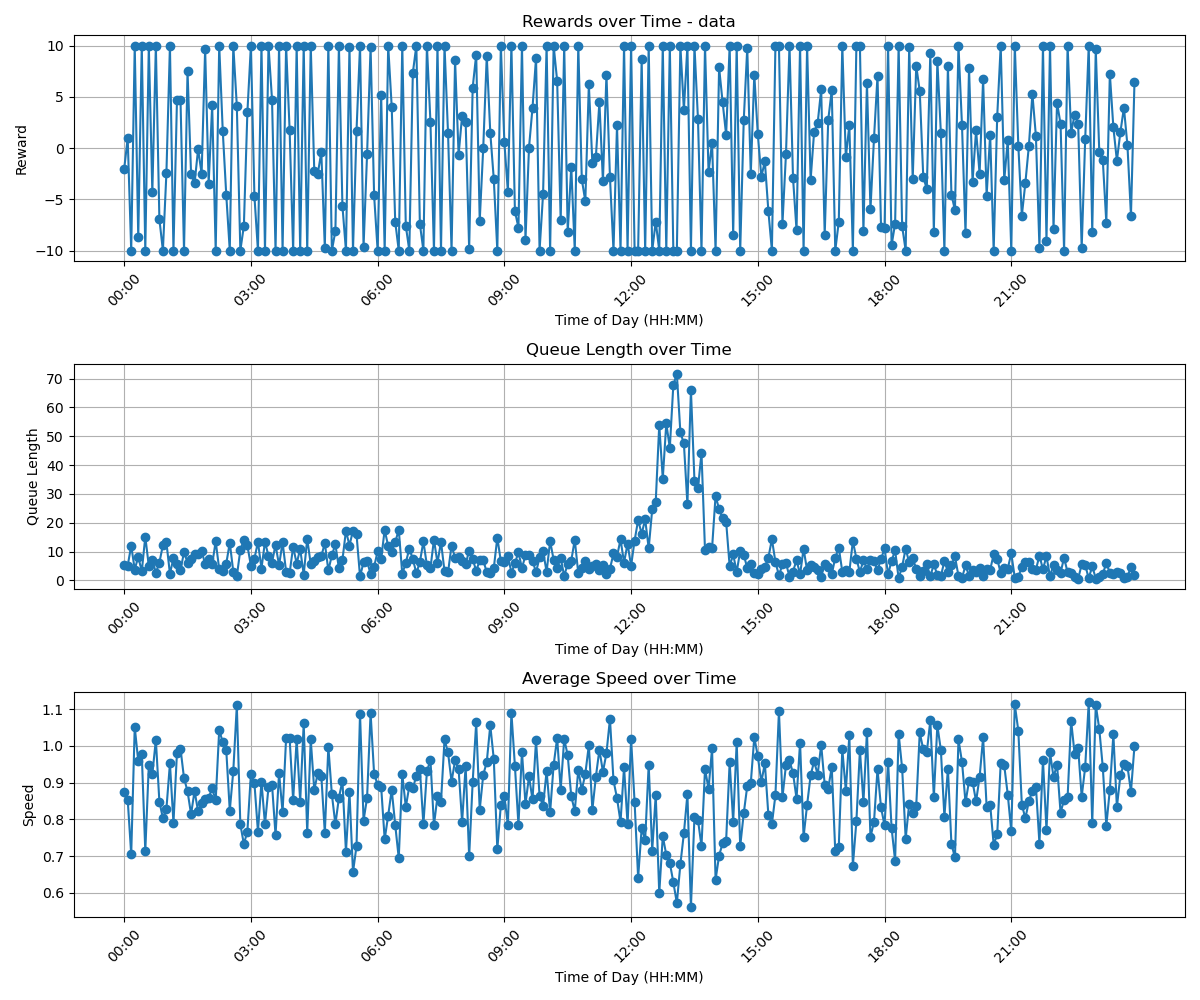 Rewards over Time - data
10
5
0
−5
−10
Reward
00:00 03:00 06:00 09:00 12:00 15:00 18:00 21:00
Time of Day (HH:MM)
Queue Length over Time
70
60
50
40
30
20
10
0
Queue Length
00:00 03:00 06:00 09:00 12:00 15:00 18:00 21:00
Time of Day (HH:MM)
Average Speed over Time
1.1
1.0
0.9
0.8
0.7
0.6
Speed
00:00 03:00 06:00 09:00 12:00 15:00 18:00 21:00
Time of Day (HH:MM)